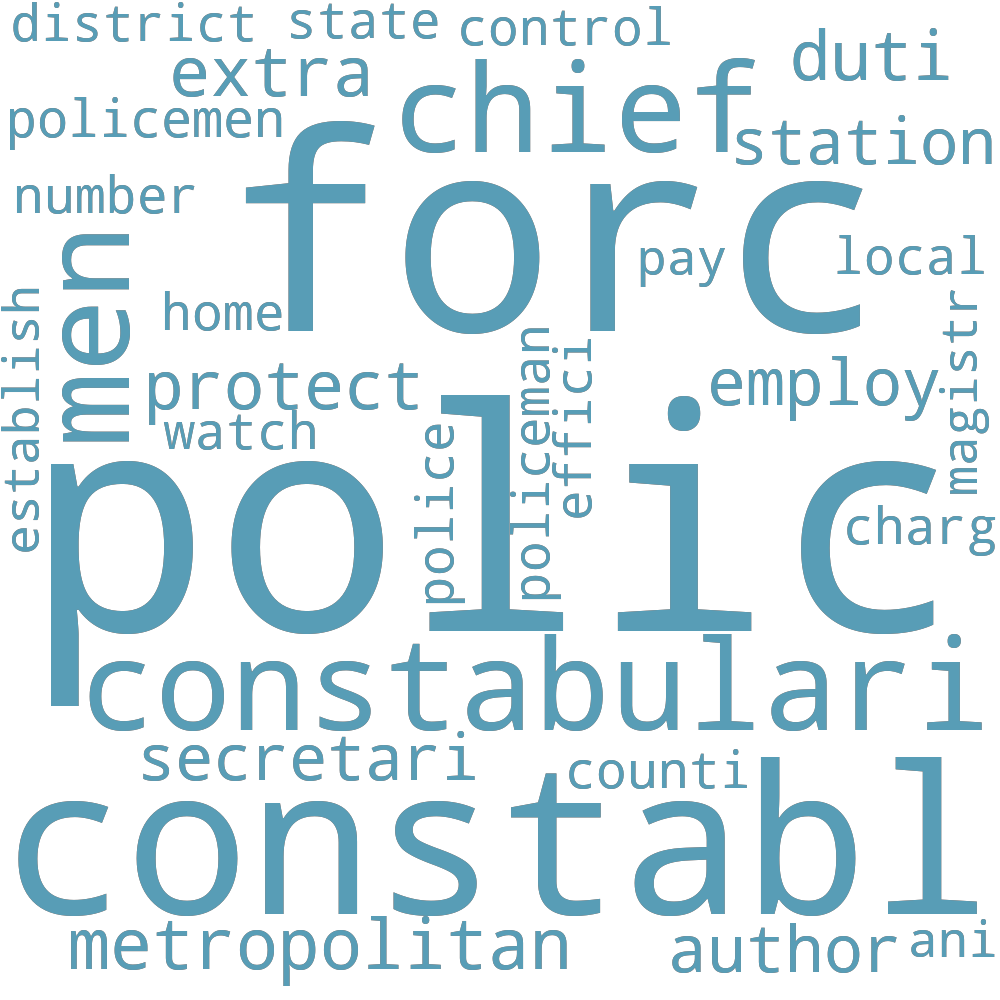 district state control
extra chief duti
policemen station
number forc
men pay local
home
establish
magistr
protect policeman effici employ
watch police
polic charg
constabulari
secretari counti
constabl
metropolitan author ani